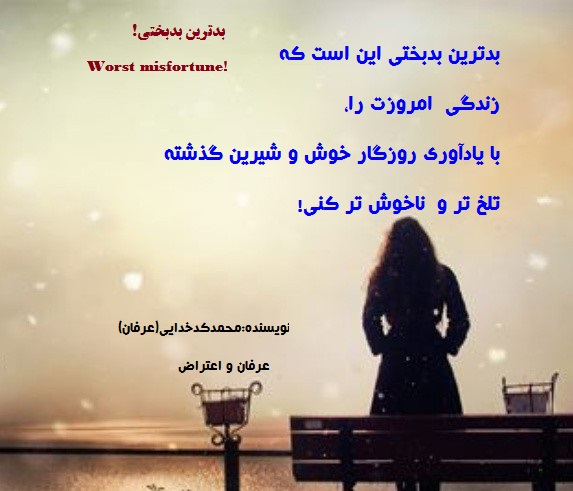 بدترین بدبختی!
Worst misfortune!
بدترین بدبختی این است که
زندگی امروزت را،
با یادآوری روزگار خوش و شیرین گذشته
تلخ تر و ناخوش تر کنی!
نویسنده:محمدکدخدایی(عرفان)
عرفان و اعتراض